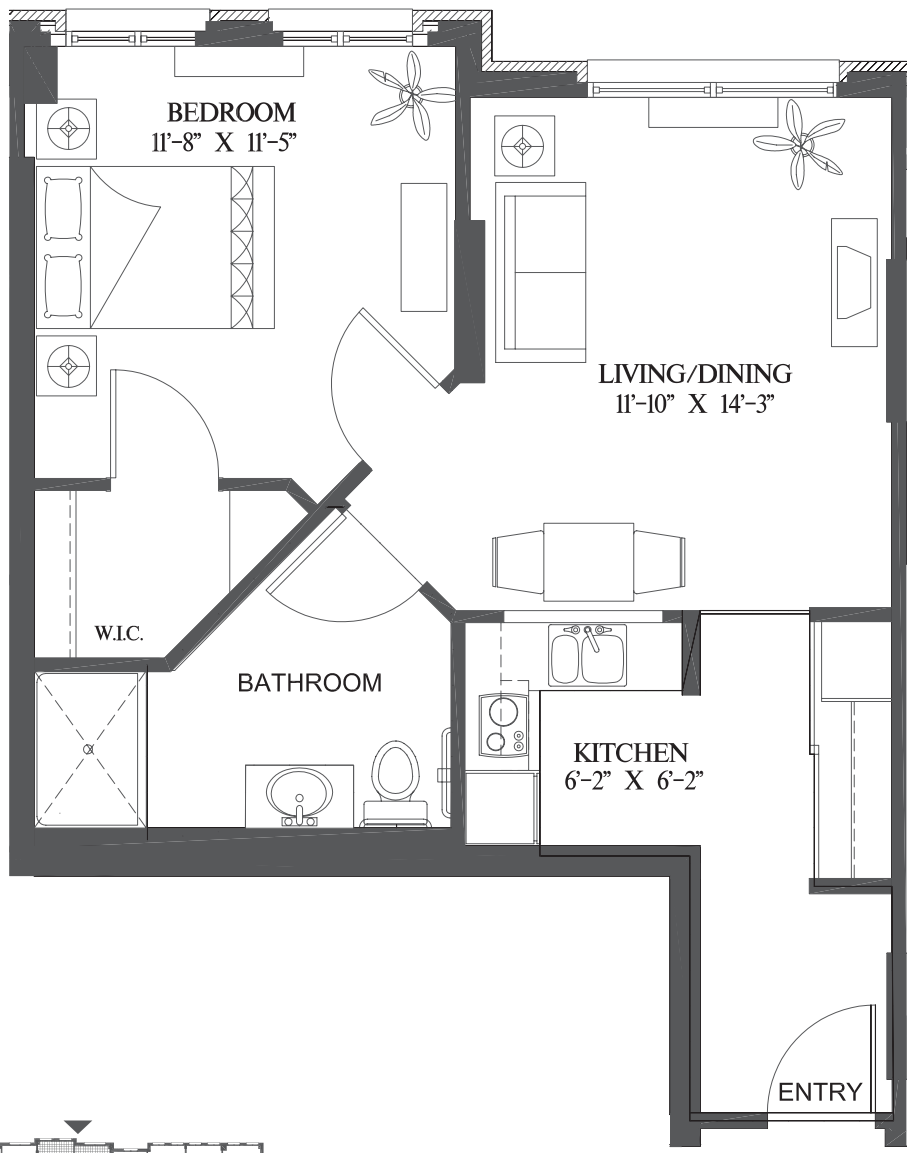 BEDROOM
11'-8" X 11'-5"
LIVING/DINING
11'-10" X 14'-3"
W.I.C.
BATHROOM
KITCHEN
6'-2" X 6'-2"
ENTRY